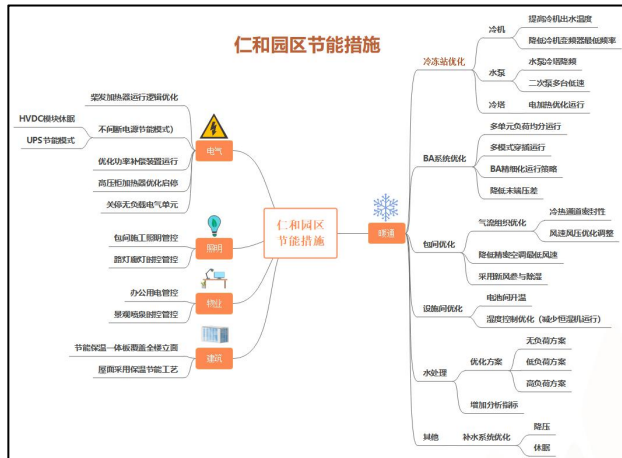 仁和园区节能措施
柴发加热器运行逻辑优化
HVDC模块休眠
不间断电源节能模式)
UPS节能模式
优化功率补偿装置运行
高压柜加热器优化启停
关停无负载电气单元
电气
包间施工照明管控
路灯廊灯时控管控
照明
办公用电管控
景观喷泉时控管控
物业
节能保温一体板覆盖全楼立面
屋面采用保温节能工艺
建筑
仁和园区
节能措施
暖通
冷冻站优化
冷机
提高冷机出水温度
降低冷机变频器最低频率
水泵
水泵冷塔降频
二次泵多台低速
冷塔
电加热优化运行
BA系统优化
多单元负荷均分运行
多模式穿插运行
BA精细化运行策略
降低末端压差
包间优化
气流组织优化
冷热通道密封性
风速风压优化调整
降低精密空调最低风速
采用新风参与除湿
设施间优化
电池间升温
湿度控制优化（减少恒湿机运行）
水处理
优化方案
无负荷方案
低负荷方案
高负荷方案
增加分析指标
其他
补水系统优化
降压
休眠